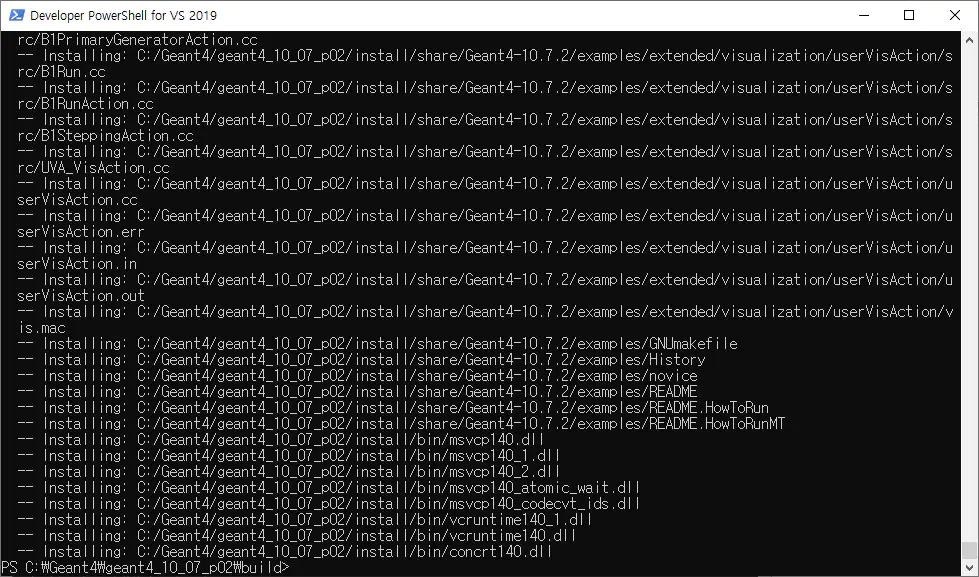 Developer PowerShell for VS 2019
rc/B1PrimaryGeneratorAction.cc
-- Installing: C:/Geant4/geant4_10_07_p02/install/share/Geant4-10.7.2/examples/extended/visualization/userVisAction/s
rc/B1Run.cc
-- Installing: C:/Geant4/geant4_10_07_p02/install/share/Geant4-10.7.2/examples/extended/visualization/userVisAction/s
rc/B1RunAction.cc
-- Installing: C:/Geant4/geant4_10_07_p02/install/share/Geant4-10.7.2/examples/extended/visualization/userVisAction/s
rc/B1SteppingAction.cc
-- Installing: C:/Geant4/geant4_10_07_p02/install/share/Geant4-10.7.2/examples/extended/visualization/userVisAction/s
rc/UVA_VisAction.cc
-- Installing: C:/Geant4/geant4_10_07_p02/install/share/Geant4-10.7.2/examples/extended/visualization/userVisAction/u
serVisAction.cc
-- Installing: C:/Geant4/geant4_10_07_p02/install/share/Geant4-10.7.2/examples/extended/visualization/userVisAction/u
serVisAction.err
-- Installing: C:/Geant4/geant4_10_07_p02/install/share/Geant4-10.7.2/examples/extended/visualization/userVisAction/u
serVisAction.in
-- Installing: C:/Geant4/geant4_10_07_p02/install/share/Geant4-10.7.2/examples/extended/visualization/userVisAction/u
serVisAction.out
-- Installing: C:/Geant4/geant4_10_07_p02/install/share/Geant4-10.7.2/examples/extended/visualization/userVisAction/v
is.mac
-- Installing: C:/Geant4/geant4_10_07_p02/install/share/Geant4-10.7.2/examples/GNUmakefile
-- Installing: C:/Geant4/geant4_10_07_p02/install/share/Geant4-10.7.2/examples/History
-- Installing: C:/Geant4/geant4_10_07_p02/install/share/Geant4-10.7.2/examples/novice
-- Installing: C:/Geant4/geant4_10_07_p02/install/share/Geant4-10.7.2/examples/README
-- Installing: C:/Geant4/geant4_10_07_p02/install/share/Geant4-10.7.2/examples/README.HowToRun
-- Installing: C:/Geant4/geant4_10_07_p02/install/share/Geant4-10.7.2/examples/README.HowToRunMT
-- Installing: C:/Geant4/geant4_10_07_p02/install/bin/msvcp140.dll
-- Installing: C:/Geant4/geant4_10_07_p02/install/bin/msvcp140_1.dll
-- Installing: C:/Geant4/geant4_10_07_p02/install/bin/msvcp140_2.dll
-- Installing: C:/Geant4/geant4_10_07_p02/install/bin/msvcp140_atomic_wait.dll
-- Installing: C:/Geant4/geant4_10_07_p02/install/bin/msvcp140_codecvt_ids.dll
-- Installing: C:/Geant4/geant4_10_07_p02/install/bin/vcruntime140_1.dll
-- Installing: C:/Geant4/geant4_10_07_p02/install/bin/vcruntime140.dll
-- Installing: C:/Geant4/geant4_10_07_p02/install/bin/concrt140.dll
PS C:₩Geant4₩geant4_10_07_p02₩build>